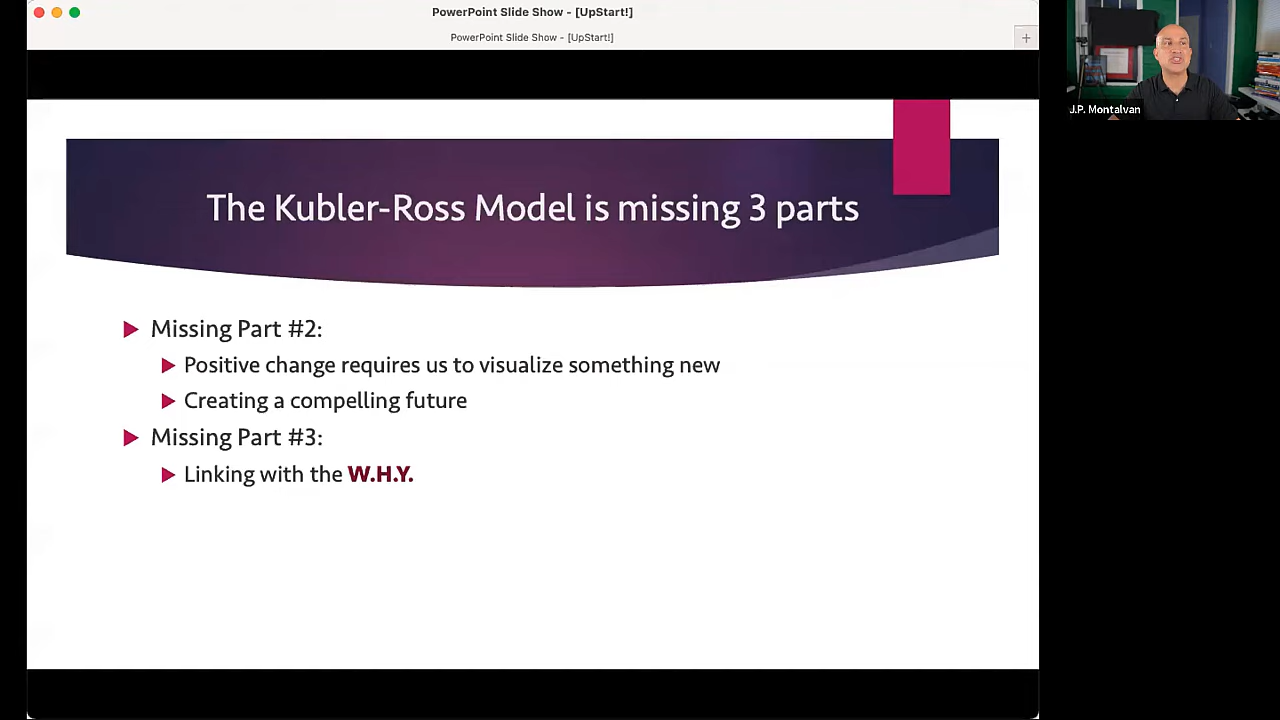 PowerPoint Slide Show - [UpStart!]
PowerPoint Slide Show - [UpStart!]
J.P. Montalvan
The Kubler-Ross Model is missing 3 parts
Missing Part #2:
Positive change requires us to visualize something new
Creating a compelling future
Missing Part #3:
Linking with the W.H.Y.